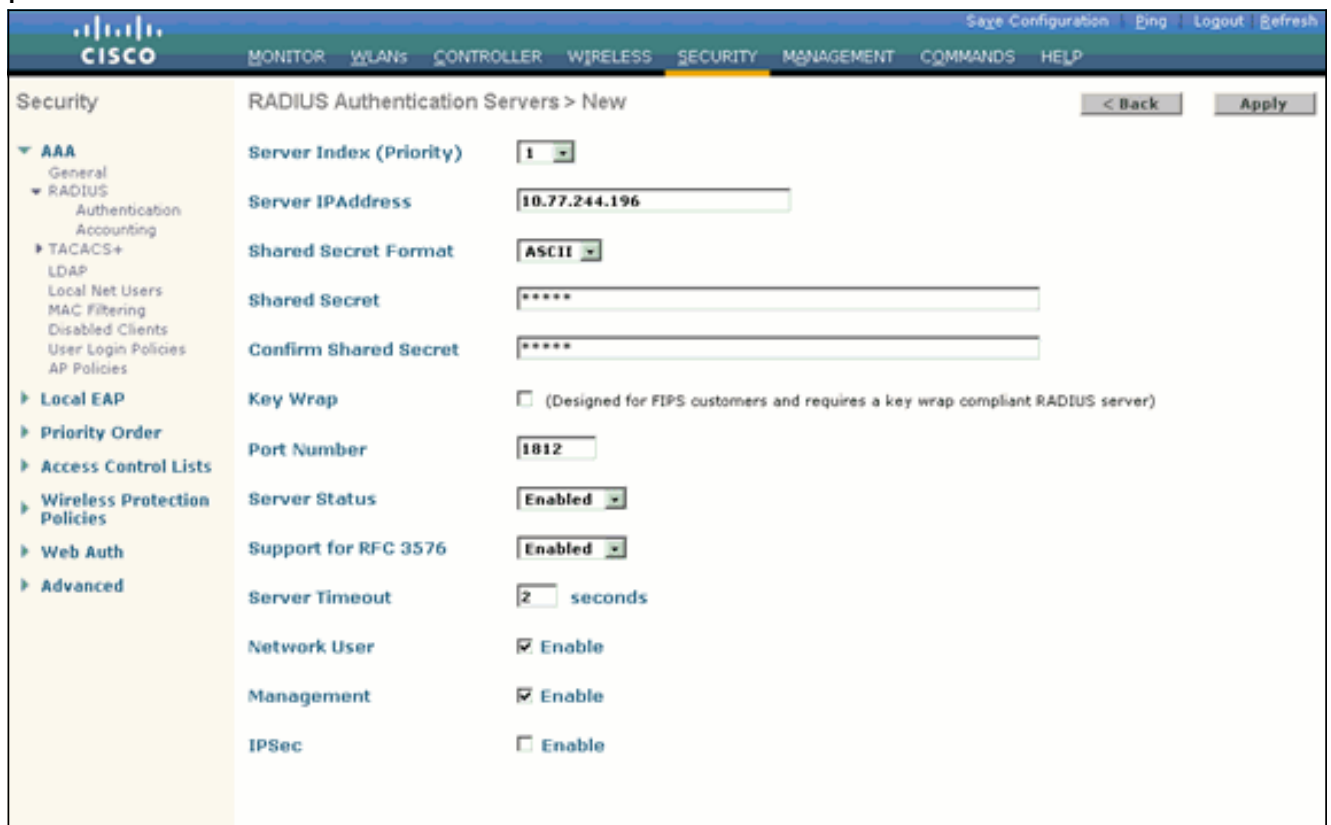 Save Configuration | Ping | Logout | Refresh
CISCO
MONITOR WLANs CONTROLLER WIRELESS SECURITY MANAGEMENT COMMANDS HELP
Security
AAA
General
RADIUS
Authentication
Accounting
TACACS+
LDAP
Local Net Users
MAC Filtering
Disabled Clients
User Login Policies
AP Policies
Local EAP
Priority Order
Access Control Lists
Wireless Protection
Policies
Web Auth
Advanced
RADIUS Authentication Servers > New
< Back Apply
Server Index (Priority) 1
Server IPAddress 10.77.244.196
Shared Secret Format ASCII
Shared Secret *****
Confirm Shared Secret *****
Key Wrap (Designed for FIPS customers and requires a key wrap compliant RADIUS server)
Port Number 1812
Server Status Enabled
Support for RFC 3576 Enabled
Server Timeout 2 seconds
Network User Enable
Management Enable
IPSec Enable